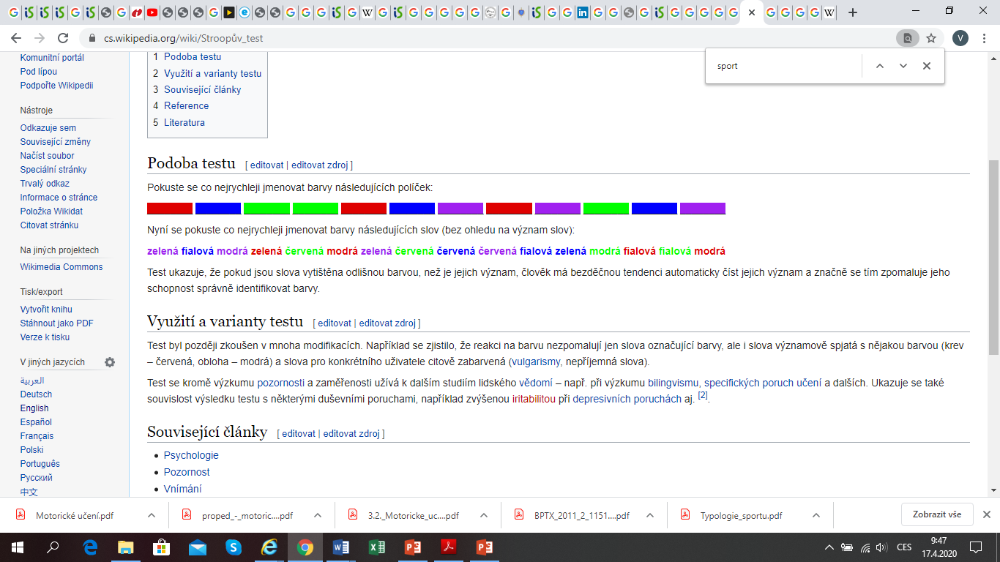 cs.wikipedia.org/wiki/Stroopův_test
V
sport
Komunitní portál
Pod lípou
Podpořte Wikipedii
Nástroje
Odkazuje sem
Související změny
Načíst soubor
Speciální stránky
Trvalý odkaz
Informace o stránce
Položka Wikidat
Citovat stránku
Na jiných projektech
Wikimedia Commons
Tisk/export
Vytvořit knihu
Stáhnout jako PDF
Verze k tisku
V jiných jazycích
العربية
Deutsch
English
Español
Français
Polski
Português
Русский
中文
1 Podoba testu
2 Využití a varianty testu
3 Související články
4 Reference
5 Literatura
Podoba testu [ editovat | editovat zdroj ]
Pokuste se co nejrychleji jmenovat barvy následujících políček:
Nyní se pokuste co nejrychleji jmenovat barvy následujících slov (bez ohledu na význam slov):
zelená fialová modrá zelená červená modrá zelená červená červená červená fialová zelená modrá fialová fialová modrá
Test ukazuje, že pokud jsou slova vytištěna odlišnou barvou, než je jejich význam, člověk má bezděčnou tendenci automaticky číst jejich význam a značně se tím zpomaluje jeho
schopnost správně identifikovat barvy.
Využití a varianty testu [ editovat | editovat zdroj ]
Test byl později zkoušen v mnoha modifikacích. Například se zjistilo, že reakci na barvu nezpomalují jen slova označující barvy, ale i slova významově spjatá s nějakou barvou (krev
– červená, obloha – modrá) a slova pro konkrétního uživatele citově zabarvená (vulgarismy, nepříjemná slova).
Test se kromě výzkumu pozornosti a zaměřenosti užívá k dalším studiím lidského vědomí – např. při výzkumu bilingvismu, specifických poruch učení a dalších. Ukazuje se také
souvislost výsledku testu s některými duševními poruchami, například zvýšenou iritabilitou při depresivních poruchách aj. [2].
Související články [ editovat | editovat zdroj ]
• Psychologie
• Pozornost
• Vnímání
Motorické učení.pdf
proped_-_motoric....pdf
3.2._Motoricke_uc....pdf
BPTX_2011_2_1151....pdf
Typologie_sportu.pdf
Zobrazit vše
CES
9:47
17.4.2020